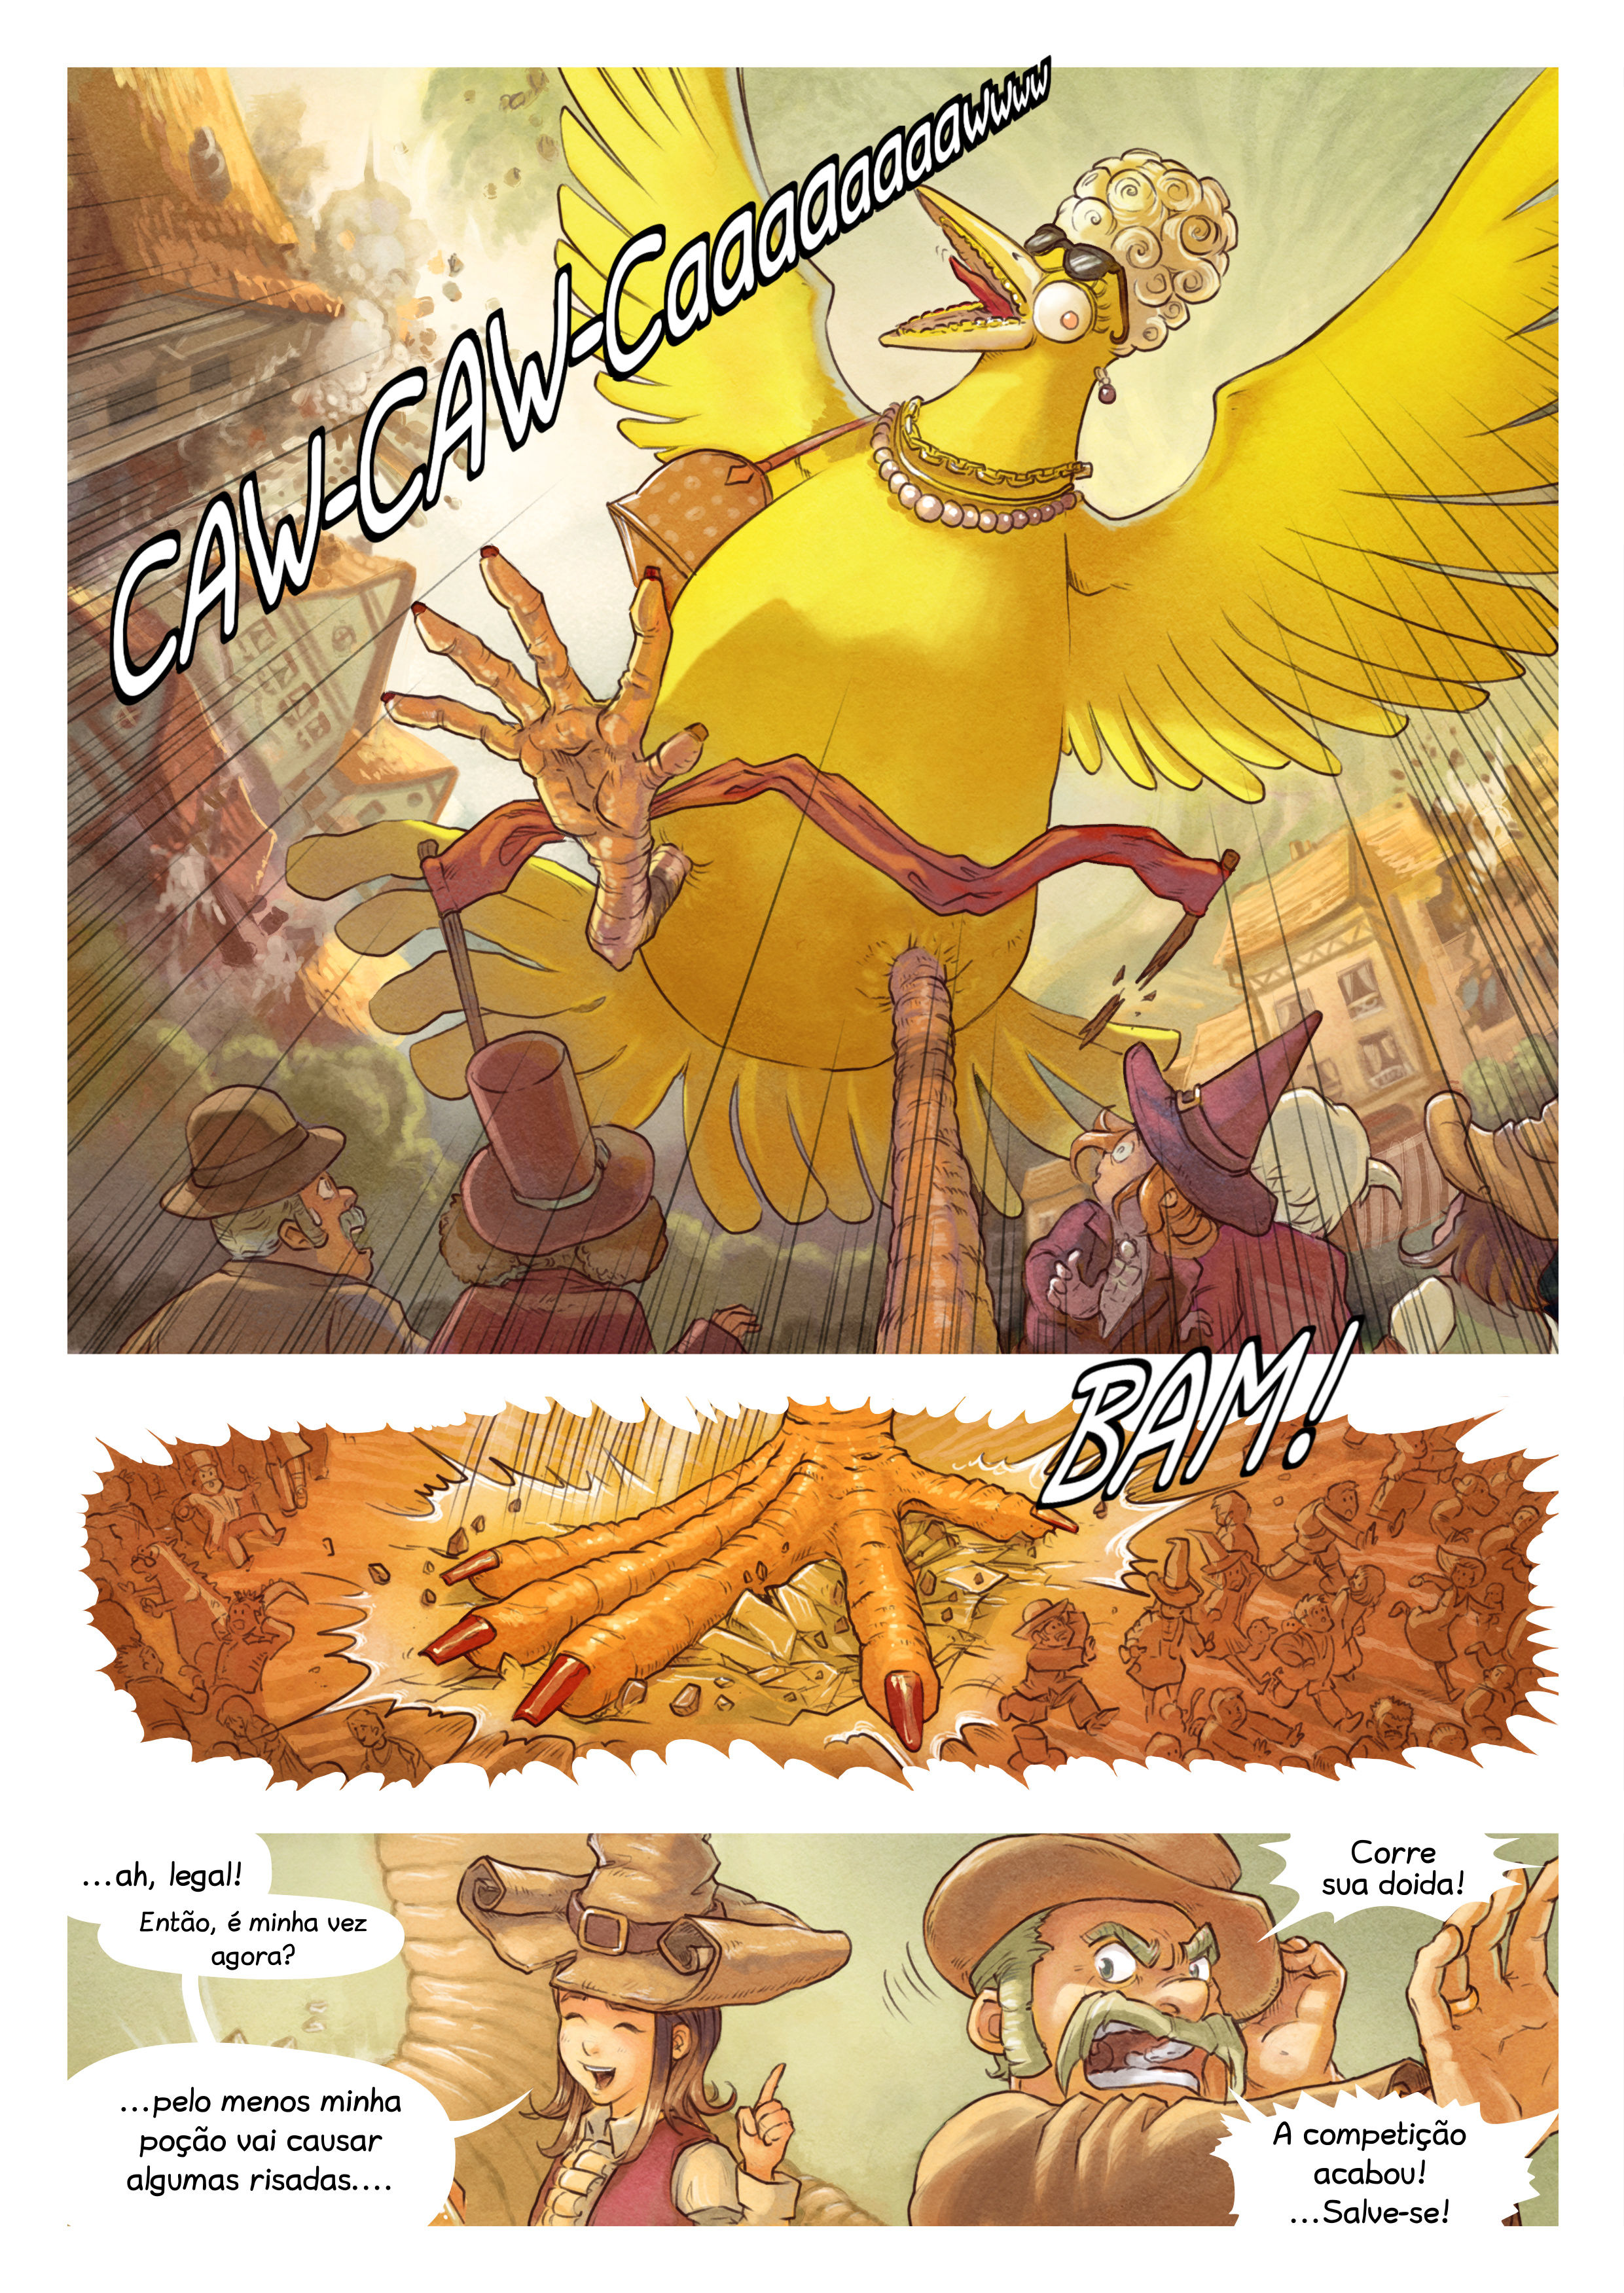 CAW-CAW-Caaaaaaaaawwww
BAM!
...ah, legal!
Então, é minha vez
agora?
...pelo menos minha
poção vai causar
algumas risadas....
Corre
sua doida!
A competição
acabou!
...Salve-se!